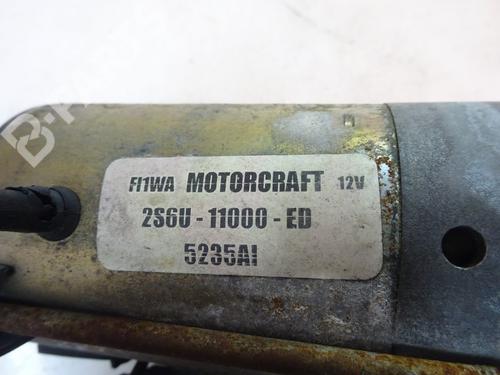 FI1WA MOTORCRAFT 12V
2S6U - 11000 - ED
5235AI